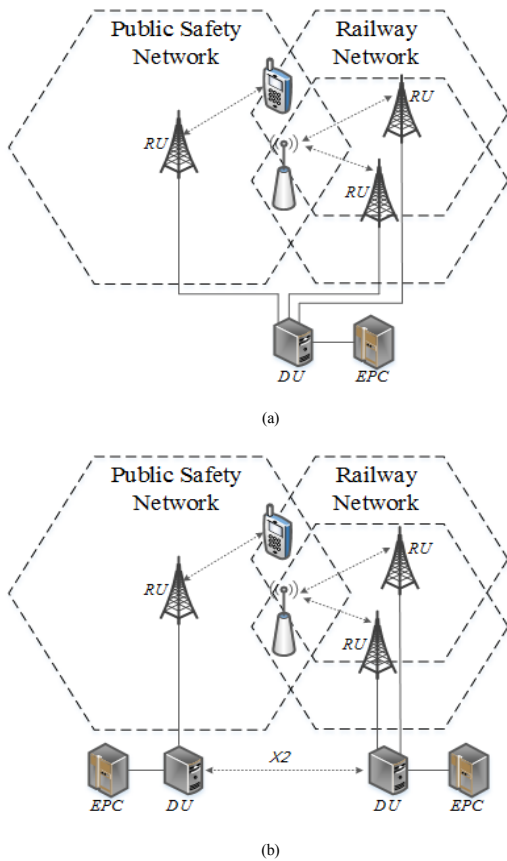 Public Safety
Network
Railway
Network
RU
RU
RU
DU
EPC
(a)
Public Safety
Network
Railway
Network
RU
RU
RU
X2
EPC
DU
DU
EPC
(b)